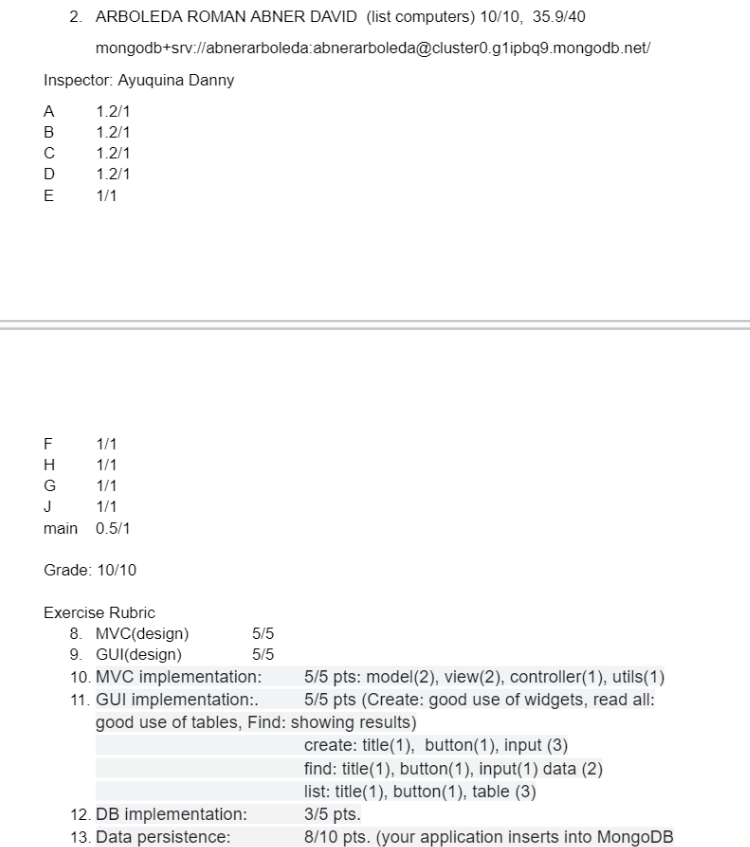 2. ARBOLEDA ROMAN ABNER DAVID (list computers) 10/10, 35.9/40
mongodb+srv://abnerarboleda:abnerarboleda@cluster0.g1ipbq9.mongodb.net/
Inspector: Ayuquina Danny
A 1.2/1
B 1.2/1
C 1.2/1
D 1.2/1
E 1/1
F 1/1
H 1/1
G 1/1
J 1/1
main 0.5/1
Grade: 10/10
Exercise Rubric
8. MVC(design) 5/5
9. GUI(design) 5/5
10. MVC implementation: 5/5 pts: model(2), view(2), controller(1), utils(1)
11. GUI implementation:. 5/5 pts (Create: good use of widgets, read all:
good use of tables, Find: showing results)
create: title(1), button(1), input (3)
find: title(1), button(1), input(1) data (2)
list: title(1), button(1), table (3)
12. DB implementation: 3/5 pts.
13. Data persistence: 8/10 pts. (your application inserts into MongoDB